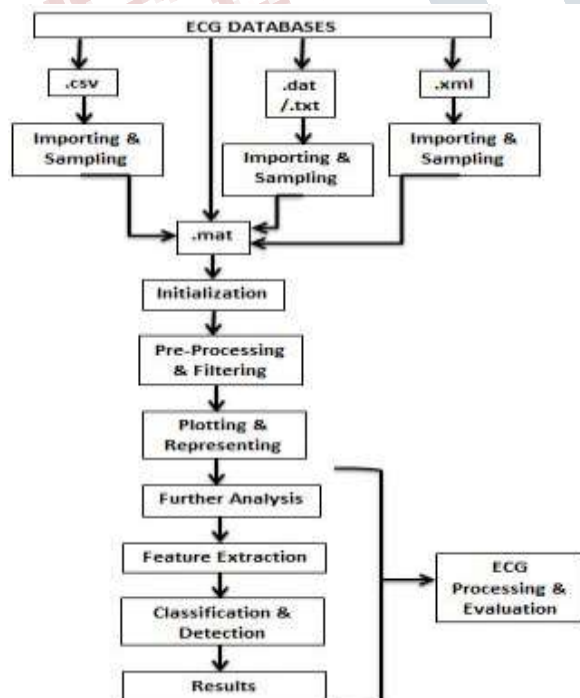 ECG DATABASES
.csv
.dat
/.txt
.xml
Importing &
Sampling
Importing &
Sampling
Importing &
Sampling
.mat
Initialization
Pre-Processing
& Filtering
Plotting &
Representing
Further Analysis
Feature Extraction
Classification &
Detection
Results
ECG
Processing &
Evaluation